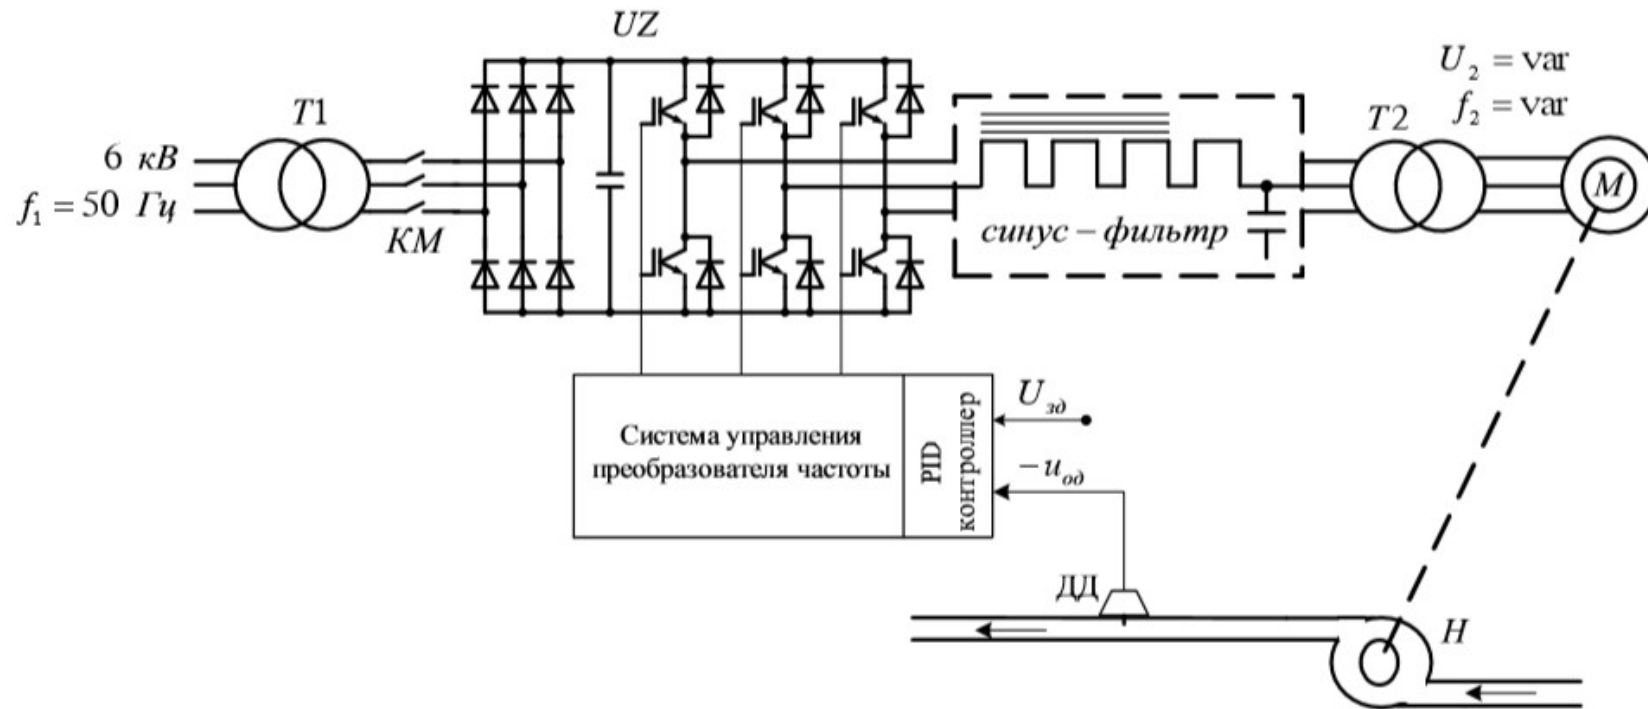 UZ
U₂ = var
f₂ = var
T1
T2
6 кВ
f₁ = 50 Гц
КМ
M
синус – фильтр
Система управления
преобразователя частоты
PID
контроллер
U зд
–u од
ДД
Н